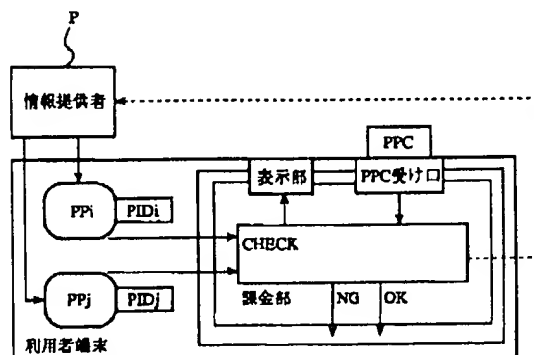 P
情報提供者
PPC
表示部
PPC受け口
PPi
PIDi
CHECK
PPj
PIDj
課金部
NG
OK
利用者端末